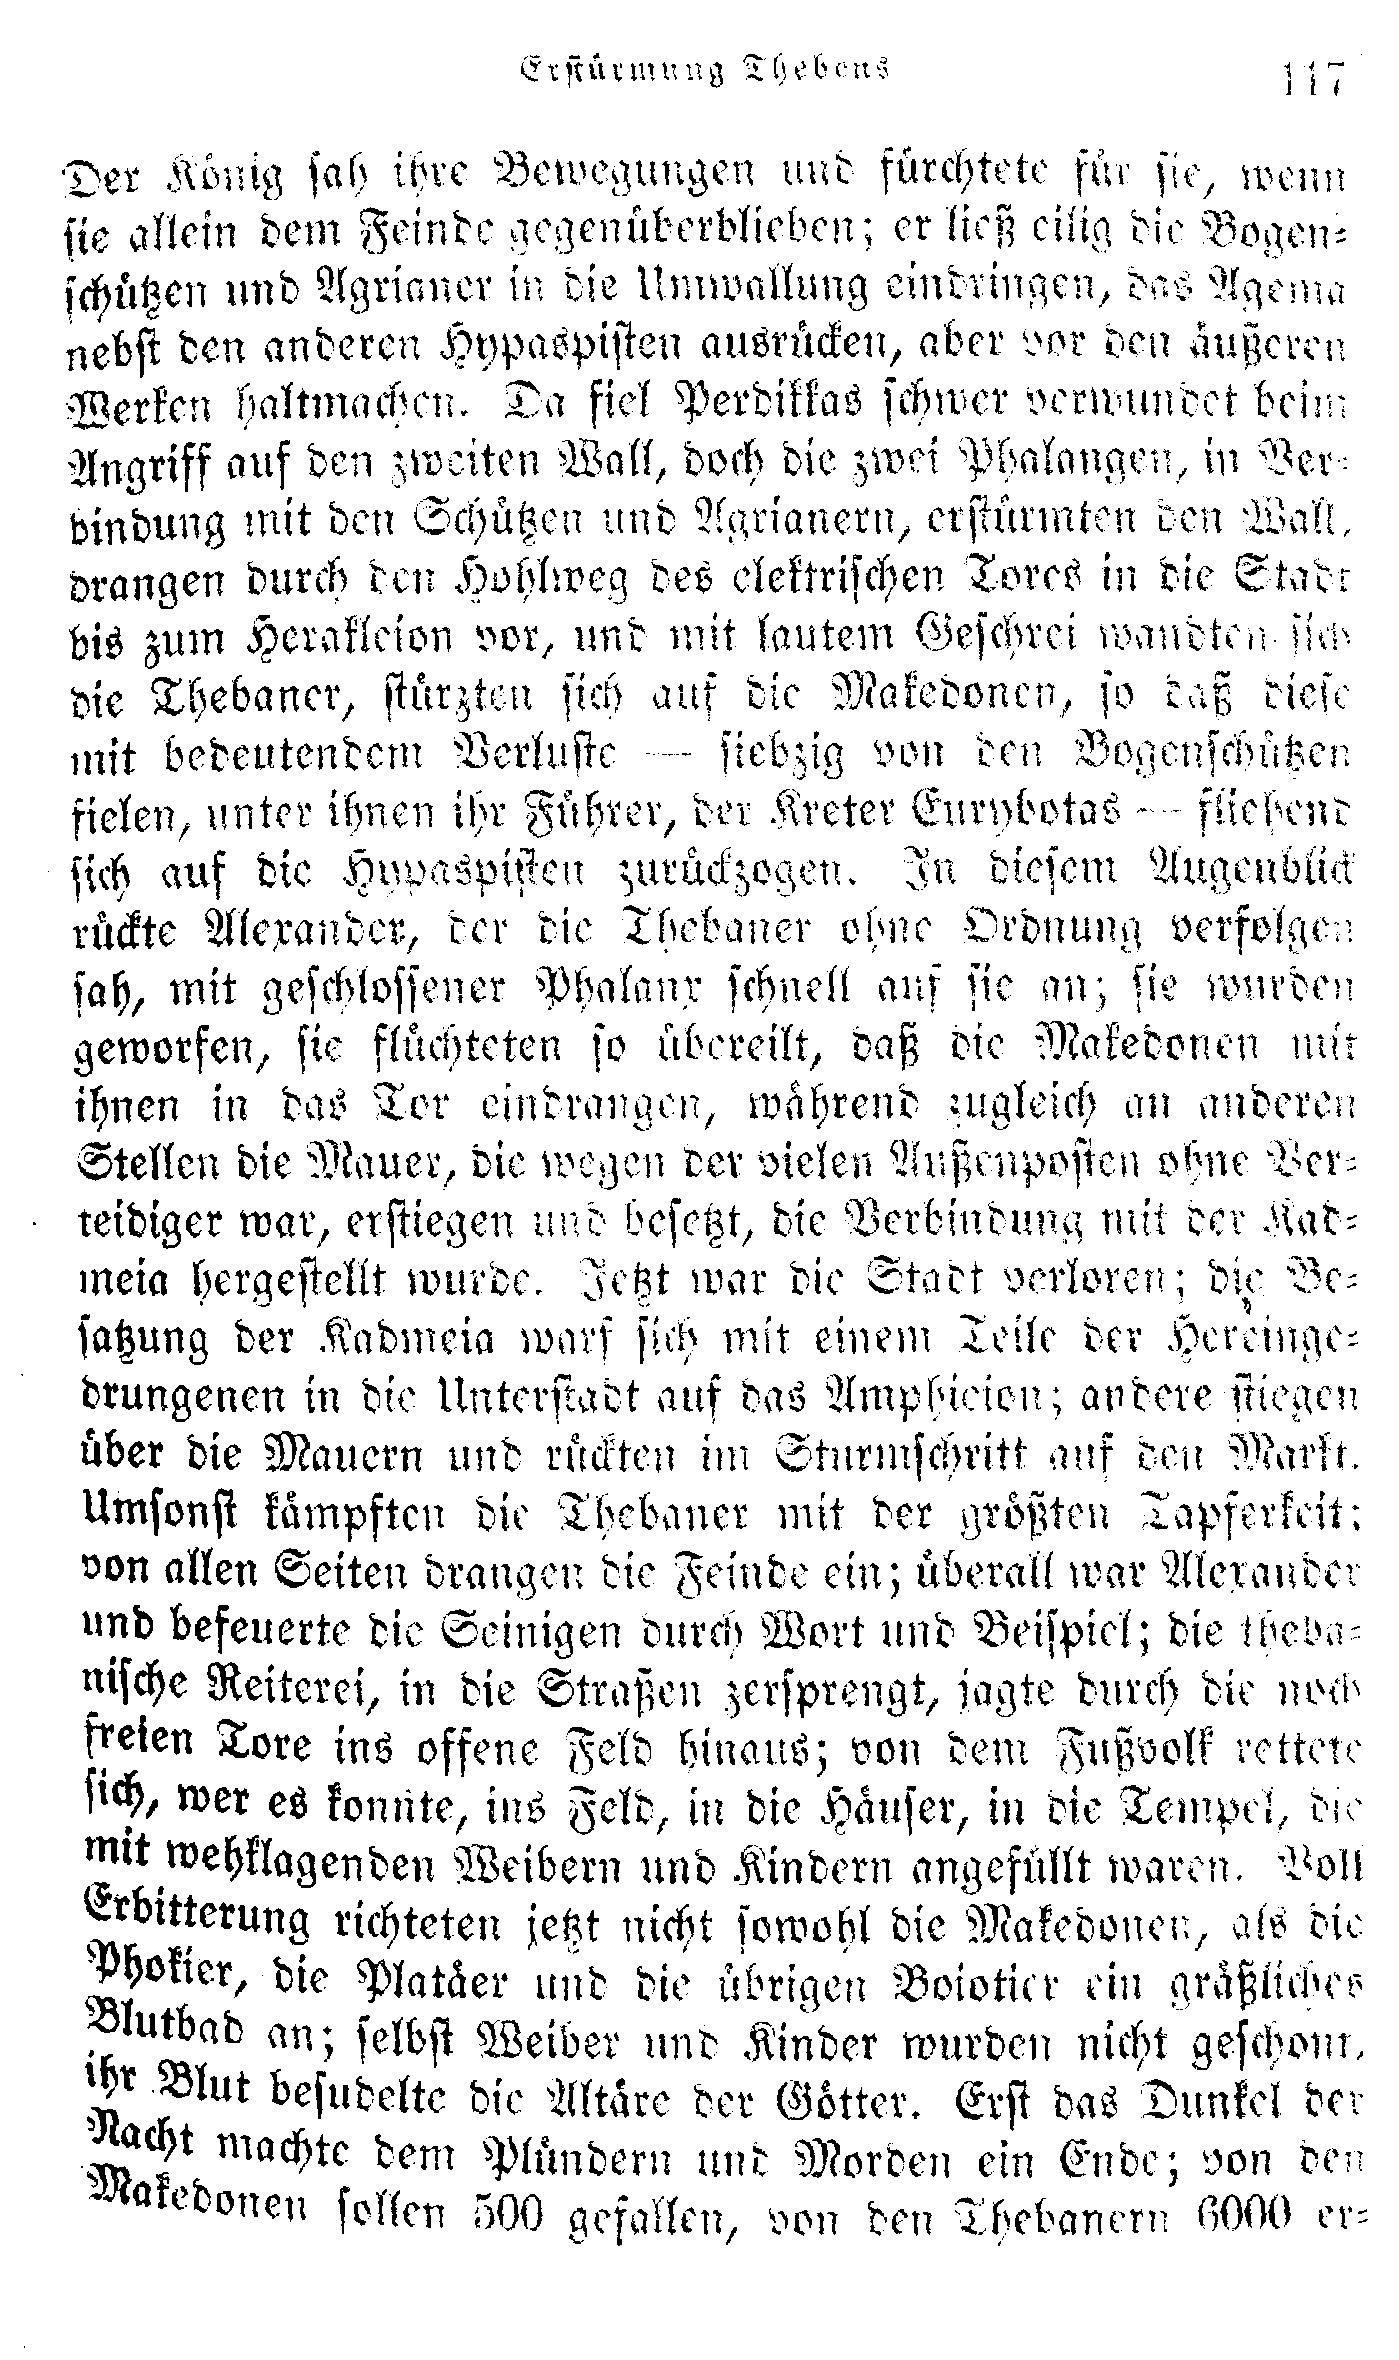 Erstürmung Thebens 117
Der König sah ihre Bewegungen und fürchtete für sie, wenn
sie allein dem Feinde gegenüberblieben; er ließ eilig die Bogen-
schützen und Agrianer in die Umwallung eindringen, das Agema
nebst den anderen Hypaspisten ausrücken, aber vor den äußeren
Werken haltmachen. Da fiel Perdikkas schwer verwundet beim
Angriff auf den zweiten Wall, doch die zwei Phalangen, in Ver-
bindung mit den Schützen und Agrianern, erstürmten den Wall,
drangen durch den Hohlweg des elektrischen Tores in die Stadt
bis zum Herakleion vor, und mit lautem Geschrei wandten sich
die Thebaner, stürzten sich auf die Makedonen, so daß diese
mit bedeutendem Verluste — siebzig von den Bogenschützen
fielen, unter ihnen ihr Führer, der Kreter Eurybotas — fliehend
sich auf die Hypaspisten zurückzogen. In diesem Augenblick
rückte Alexander, der die Thebaner ohne Ordnung verfolgen
sah, mit geschlossener Phalanx schnell auf sie an; sie wurden
geworfen, sie flüchteten so übereilt, daß die Makedonen mit
ihnen in das Tor eindrangen, während zugleich an anderen
Stellen die Mauer, die wegen der vielen Außenposten ohne Ver-
teidiger war, erstiegen und besetzt, die Verbindung mit der Kad-
meia hergestellt wurde. Jetzt war die Stadt verloren; die Be-
satzung der Kadmeia warf sich mit einem Teile der Hereinge-
drungenen in die Unterstadt auf das Amphieion; andere stiegen
über die Mauern und rückten im Sturmschritt auf den Markt.
Umsonst kämpften die Thebaner mit der größten Tapferkeit;
von allen Seiten drangen die Feinde ein; überall war Alexander
und befeuerte die Seinigen durch Wort und Beispiel; die theba-
nische Reiterei, in die Straßen zersprengt, jagte durch die noch
freien Tore ins offene Feld hinaus; von dem Fußvolk rettete
sich, wer es konnte, ins Feld, in die Häuser, in die Tempel, die
mit wehklagenden Weibern und Kindern angefüllt waren. Voll
Erbitterung richteten jetzt nicht sowohl die Makedonen, als die
Phokier, die Platäer und die übrigen Boiotier ein gräßliches
Blutbad an; selbst Weiber und Kinder wurden nicht geschont,
ihr Blut besudelte die Altäre der Götter. Erst das Dunkel der
Nacht machte dem Plündern und Morden ein Ende; von den
Makedonen sollen 500 gefallen, von den Thebanern 6000 er-